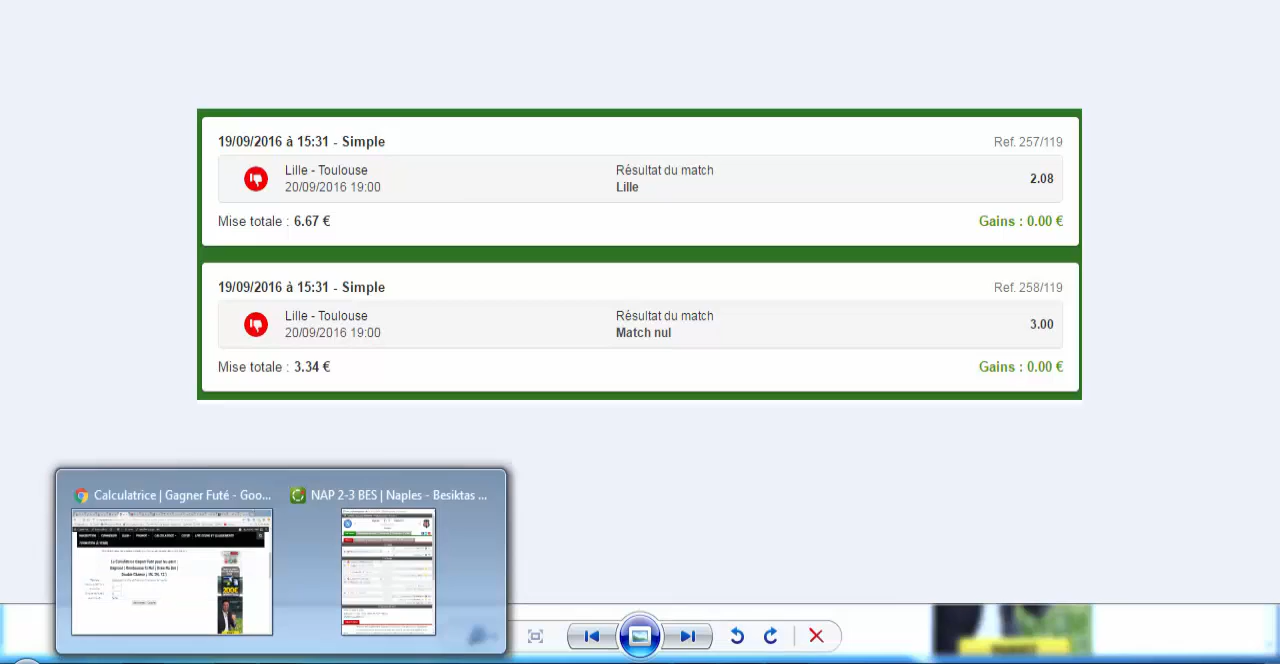 19/09/2016 à 15:31 - Simple
Ref. 257/119
Lille - Toulouse
Résultat du match
20/09/2016 19:00
Lille
2.08
Mise totale : 6.67 €
Gains : 0.00 €
19/09/2016 à 15:31 - Simple
Ref. 258/119
Lille - Toulouse
Résultat du match
20/09/2016 19:00
Match nul
3.00
Mise totale : 3.34 €
Gains : 0.00 €
Calculatrice | Gagner Futé - Goo...
NAP 2-3 BES | Naples - Besiktas ...